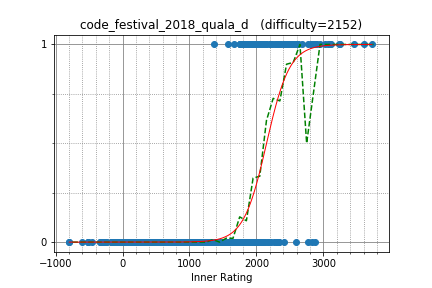 code_festival_2018_quala_d (difficulty=2152)
1
0
-1000 0 1000 2000 3000
Inner Rating